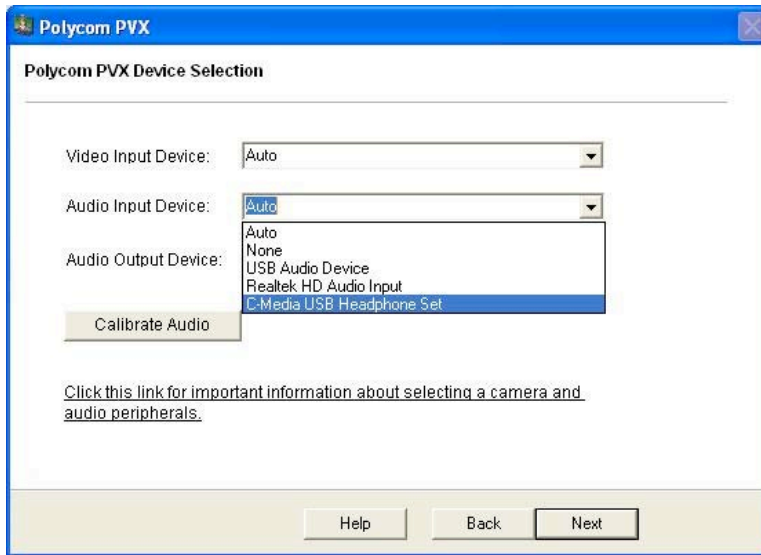 Polycom PVX
Polycom PVX Device Selection
Video Input Device: Auto
Audio Input Device: Auto
Auto
None
Audio Output Device: USB Audio Device
Realtek HD Audio Input
C-Media USB Headphone Set
Calibrate Audio
Click this link for important information about selecting a camera and
audio peripherals.
Help Back Next